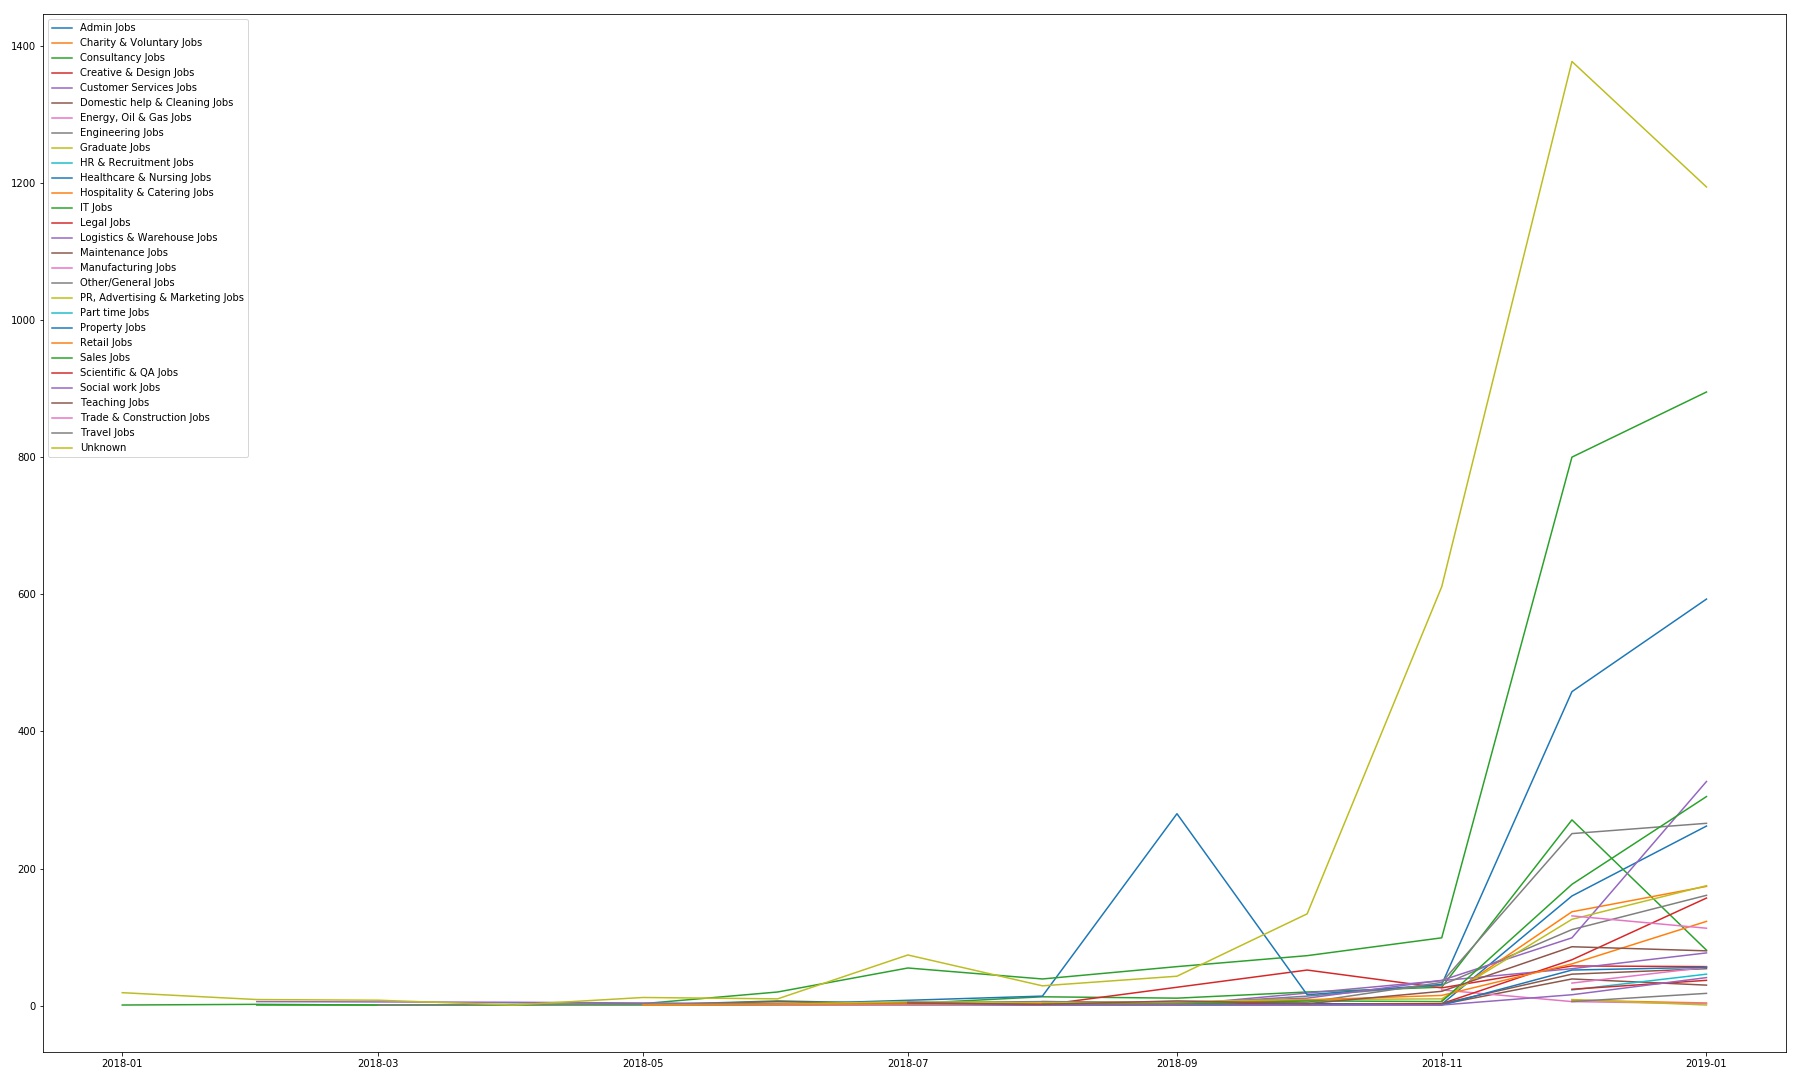 Admin Jobs
Charity & Voluntary Jobs
Consultancy Jobs
Creative & Design Jobs
Customer Services Jobs
Domestic help & Cleaning Jobs
Energy, Oil & Gas Jobs
Engineering Jobs
Graduate Jobs
HR & Recruitment Jobs
Healthcare & Nursing Jobs
Hospitality & Catering Jobs
IT Jobs
Legal Jobs
Logistics & Warehouse Jobs
Maintenance Jobs
Manufacturing Jobs
Other/General Jobs
PR, Advertising & Marketing Jobs
Part time Jobs
Property Jobs
Retail Jobs
Sales Jobs
Scientific & QA Jobs
Social work Jobs
Teaching Jobs
Trade & Construction Jobs
Travel Jobs
Unknown
1400
1200
1000
800
600
400
200
0
2018-01 2018-03 2018-05 2018-07 2018-09 2018-11 2019-01